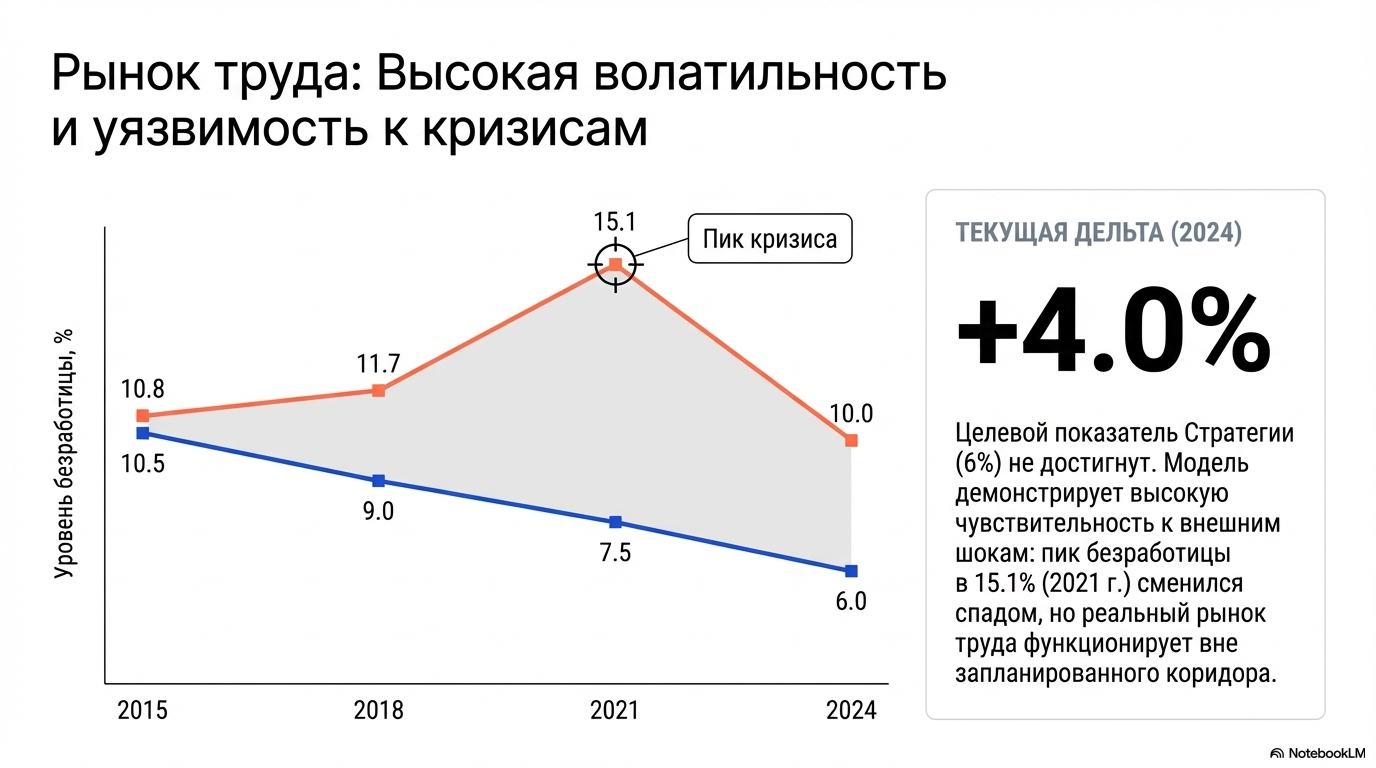 Рынок труда: Высокая волатильность
и уязвимость к кризисам
Уровень безработицы, %
15.1
Пик кризиса
11.7
10.8
10.0
10.5
9.0
7.5
6.0
2015
2018
2021
2024
ТЕКУЩАЯ ДЕЛЬТА (2024)
+4.0%
Целевой показатель Стратегии
(6%) не достигнут. Модель
демонстрирует высокую
чувствительность к внешним
шокам: пик безработицы
в 15.1% (2021 г.) сменился
спадом, но реальный рынок
труда функционирует вне
запланированного коридора.
NotebookLM